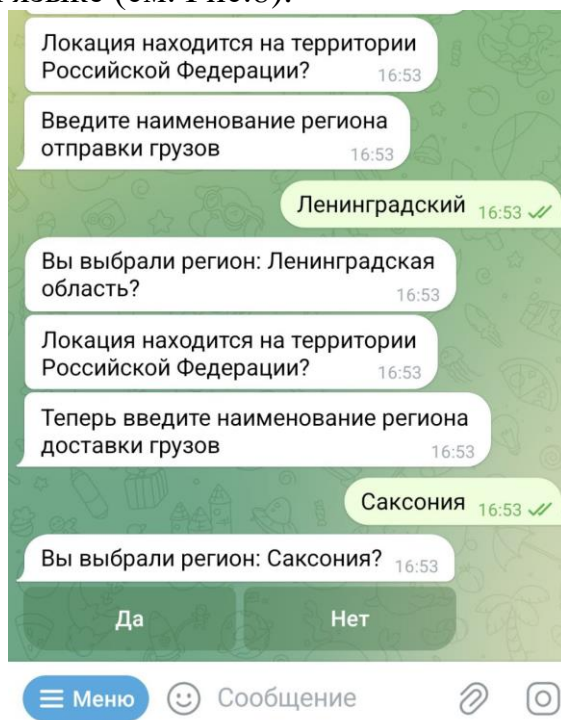 языке (см. Рис.8).
Локация находится на территории
Российской Федерации?
16:53
Введите наименование региона
отправки грузов
16:53
Ленинградский
16:53
Вы выбрали регион: Ленинградская
область?
16:53
Локация находится на территории
Российской Федерации?
16:53
Теперь введите наименование региона
доставки грузов
16:53
Саксония
16:53
Вы выбрали регион: Саксония?
16:53
Да
Нет
Меню
Сообщение